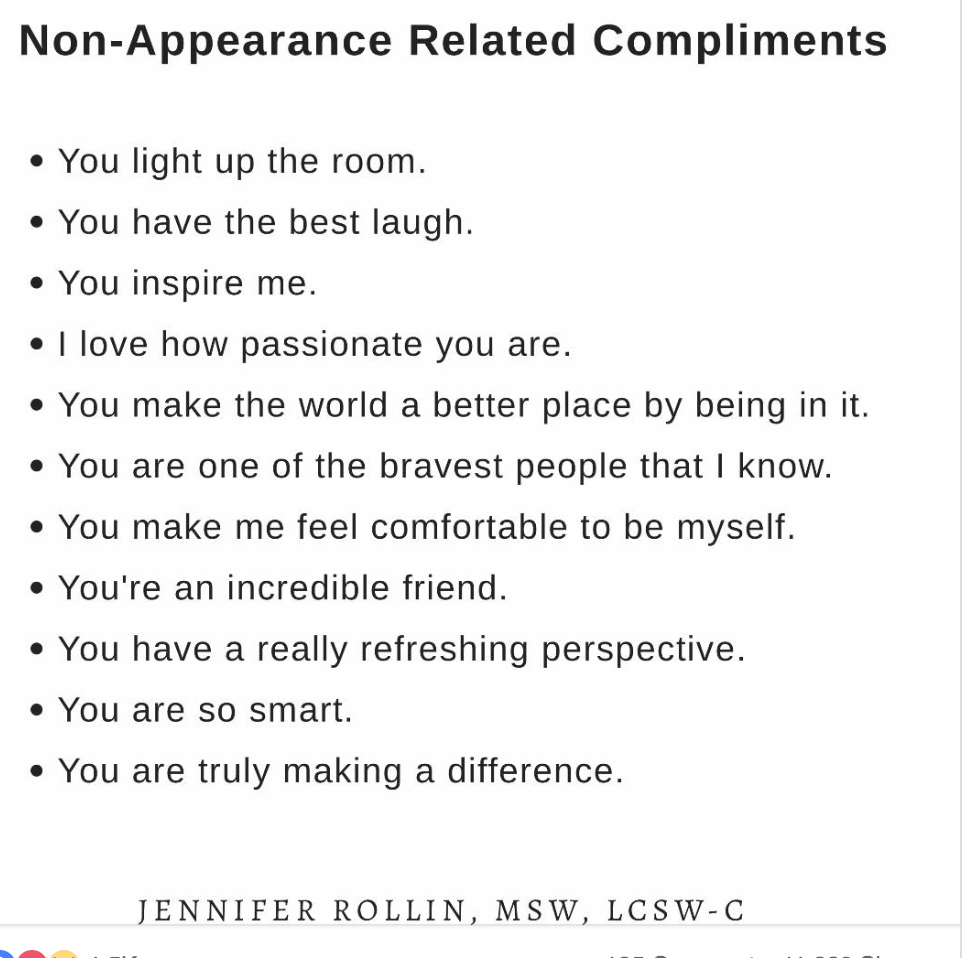 Non-Appearance Related Compliments
• You light up the room.
• You have the best laugh.
• You inspire me.
• I love how passionate you are.
• You make the world a better place by being in it.
• You are one of the bravest people that I know.
• You make me feel comfortable to be myself.
• You're an incredible friend.
• You have a really refreshing perspective.
• You are so smart.
• You are truly making a difference.
JENNIFER ROLLIN, MSW, LCSW-C